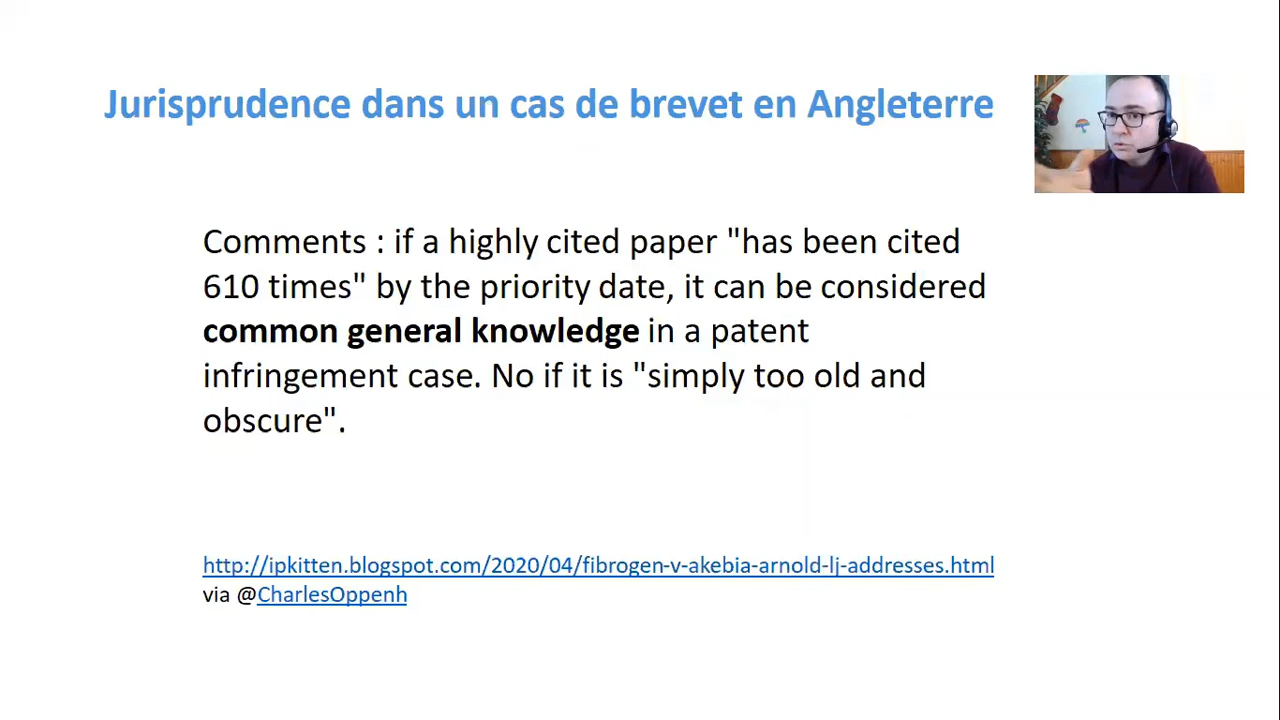 Jurisprudence dans un cas de brevet en Angleterre
Comments : if a highly cited paper "has been cited
610 times" by the priority date, it can be considered
common general knowledge in a patent
infringement case. No if it is "simply too old and
obscure".
http://ipkitten.blogspot.com/2020/04/fibrogen-v-akebia-arnold-lj-addresses.html
via @CharlesOppenh